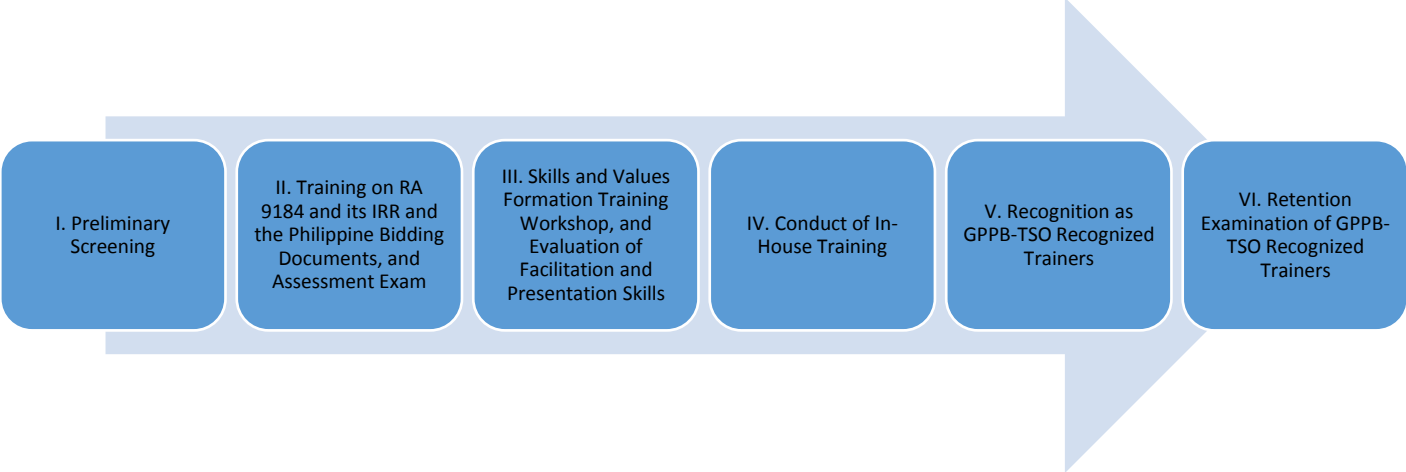 I. Preliminary
Screening
II. Training on RA
9184 and its IRR and
the Philippine Bidding
Documents, and
Assessment Exam
III. Skills and Values
Formation Training
Workshop, and
Evaluation of
Facilitation and
Presentation Skills
IV. Conduct of In-
House Training
V. Recognition as
GPPB-TSO Recognized
Trainers
VI. Retention
Examination of GPPB-
TSO Recognized
Trainers